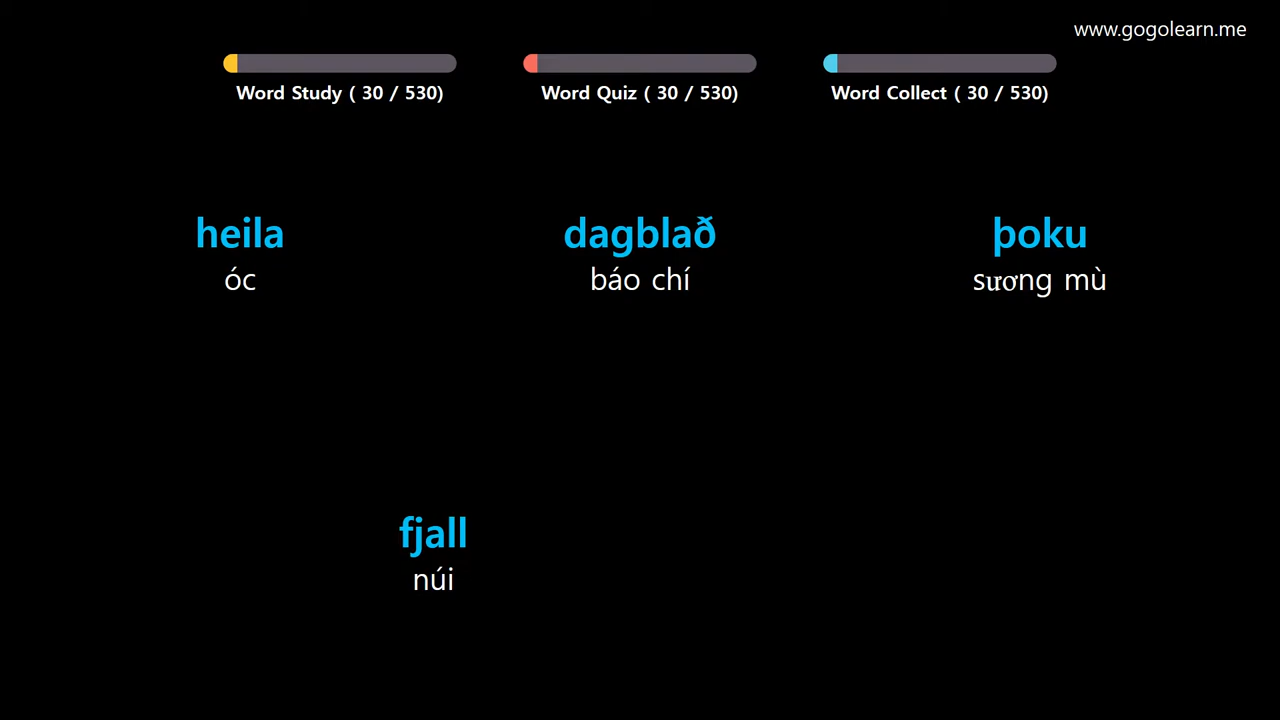 www.gogolearn.me
Word Study ( 30 / 530)
Word Quiz ( 30 / 530)
Word Collect ( 30 / 530)
heila
óc
dagblað
báo chí
þoku
sương mù
fjall
núi